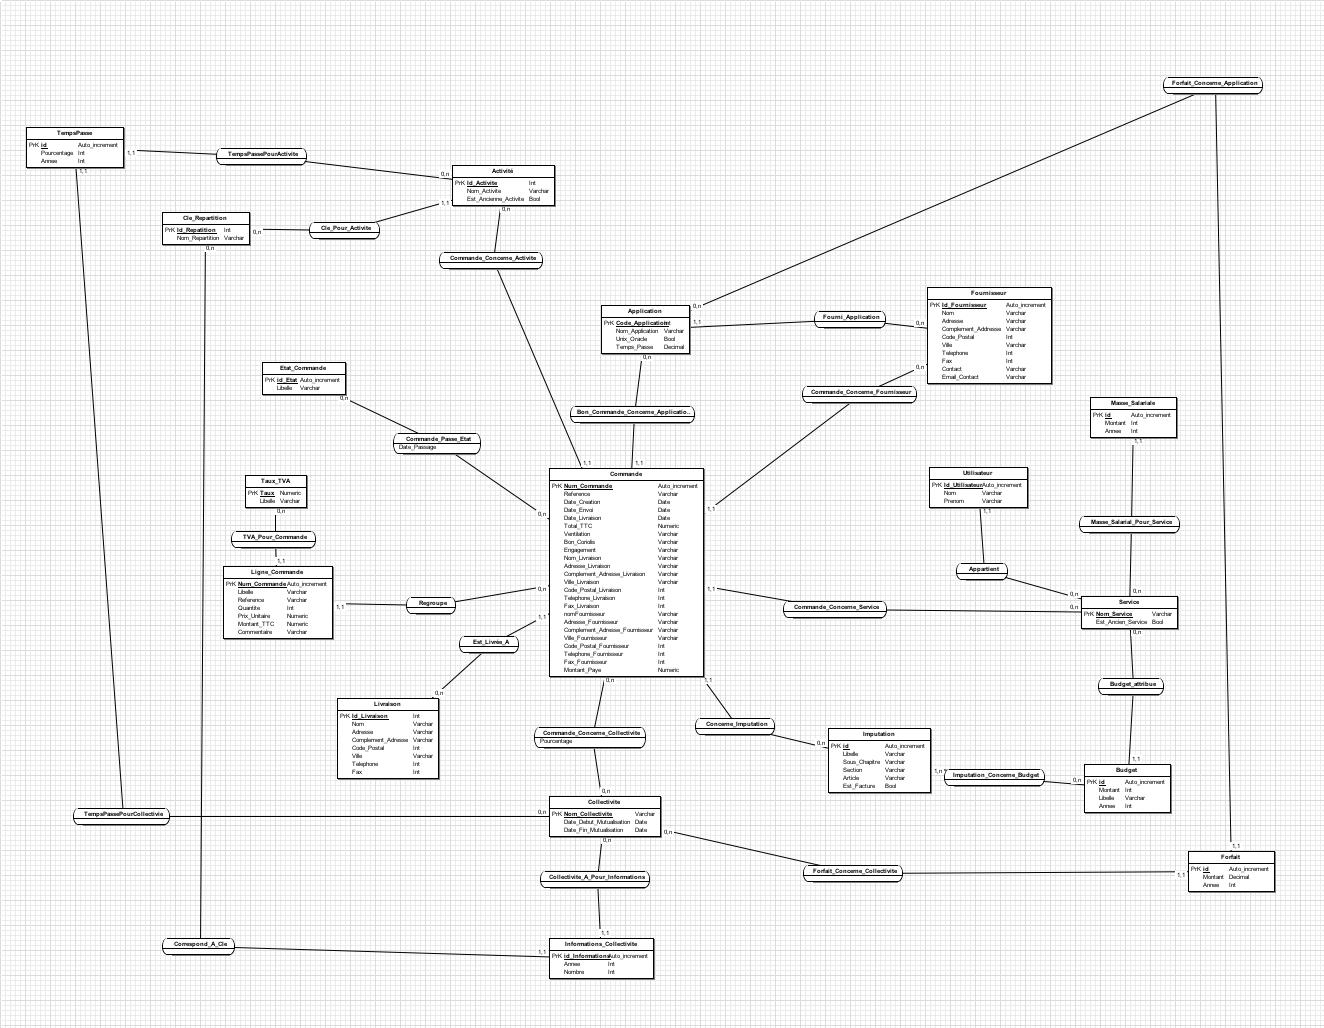 Forfait_Concerne_Application
TempsPasse
PrK id Auto_increment
Pourcentage Int
Annee Int
1,1
1,1
TempsPassePourActivite
0,n
Activité
PrK Id_Activite Int
Nom_Activite Varchar
Est_Ancienne_Activite Bool
1,1
0,n
Cle_Repartition
PrK Id_Repatition Int
Nom_Repartition Varchar
0,n
0,n
Cle_Pour_Activite
Commande_Concerne_Activite
Fournisseur
PrK Id_Fournisseur Auto_increment
Nom Varchar
Adresse Varchar
Complement_Addresse Varchar
Code_Postal Int
Ville Varchar
Telephone Int
Fax Int
Contact Varchar
Email_Contact Varchar
0,n
0,n
0,n
Application
PrK Code_Application Int
Nom_Application Varchar
Unix_Oracle Bool
Temps_Passe Decimal
1,1
0,n
Fourni_Application
Etat_Commande
PrK id_Etat Auto_increment
Libelle Varchar
0,n
Commande_Concerne_Fournisseur
Bon_Commande_Concerne_Applicatio...
Masse_Salariale
PrK id Auto_increment
Montant Int
Annee Int
1,1
Commande_Passe_Etat
Date_Passage
1,1
1,1
Commande
PrK Num_Commande Auto_increment
Reference Varchar
Date_Creation Date
Date_Envoi Date
Date_Livraison Date
Total_TTC Numeric
Ventilation Varchar
Bon_Coriolis Varchar
Engagement Varchar
Nom_Livraison Varchar
Adresse_Livraison Varchar
Complement_Adresse_Livraison Varchar
Ville_Livraison Varchar
Code_Postal_Livraison Int
Telephone_Livraison Int
Fax_Livraison Int
nomFournisseur Varchar
Adresse_Fournisseur Varchar
Complement_Adresse_Fournisseur Varchar
Ville_Fournisseur Varchar
Code_Postal_Fournisseur Int
Telephone_Fournisseur Int
Fax_Fournisseur Int
Montant_Paye Numeric
0,n
0,n
1,1
1,1
1,1
0,n
1,1
Utilisateur
PrK Id_Utilisateur Auto_increment
Nom Varchar
Prenom Varchar
1,1
Taux_TVA
PrK Taux Numeric
Libelle Varchar
0,n
Masse_Salarial_Pour_Service
TVA_Pour_Commande
1,1
Ligne_Commande
PrK Num_Commande Auto_increment
Libelle Varchar
Reference Varchar
Quantite Int
Prix_Unitaire Numeric
Montant_TTC Numeric
Commentaire Varchar
1,1
Regroupe
Appartient
0,n
0,n
Service
PrK Nom_Service Varchar
Est_Ancien_Service Bool
0,n
0,n
Commande_Concerne_Service
Est_Livrée_A
0,n
Livraison
PrK Id_Livraison Int
Nom Varchar
Adresse Varchar
Complement_Adresse Varchar
Code_Postal Int
Ville Varchar
Telephone Int
Fax Int
Budget_attribue
Concerne_Imputation
Commande_Concerne_Collectivite
Pourcentage
0,n
Imputation
PrK id Auto_increment
Libelle Varchar
Sous_Chapitre Varchar
Section Varchar
Article Varchar
Est_Facture Bool
1,n
Imputation_Concerne_Budget
0,n
1,1
Budget
PrK id Auto_increment
Montant Int
Libelle Varchar
Annee Int
TempsPassePourCollectivie
0,n
0,n
Collectivite
PrK Nom_Collectivite Varchar
Date_Debut_Mutualisation Date
Date_Fin_Mutualisation Date
0,n
0,n
1,1
Forfait
PrK id Auto_increment
Montant Decimal
Annee Int
1,1
Forfait_Concerne_Collectivite
Collectivite_A_Pour_Informations
1,1
Informations_Collectivite
PrK id_Informations Auto_increment
Annee Int
Nombre Int
1,1
Correspond_A_Cle